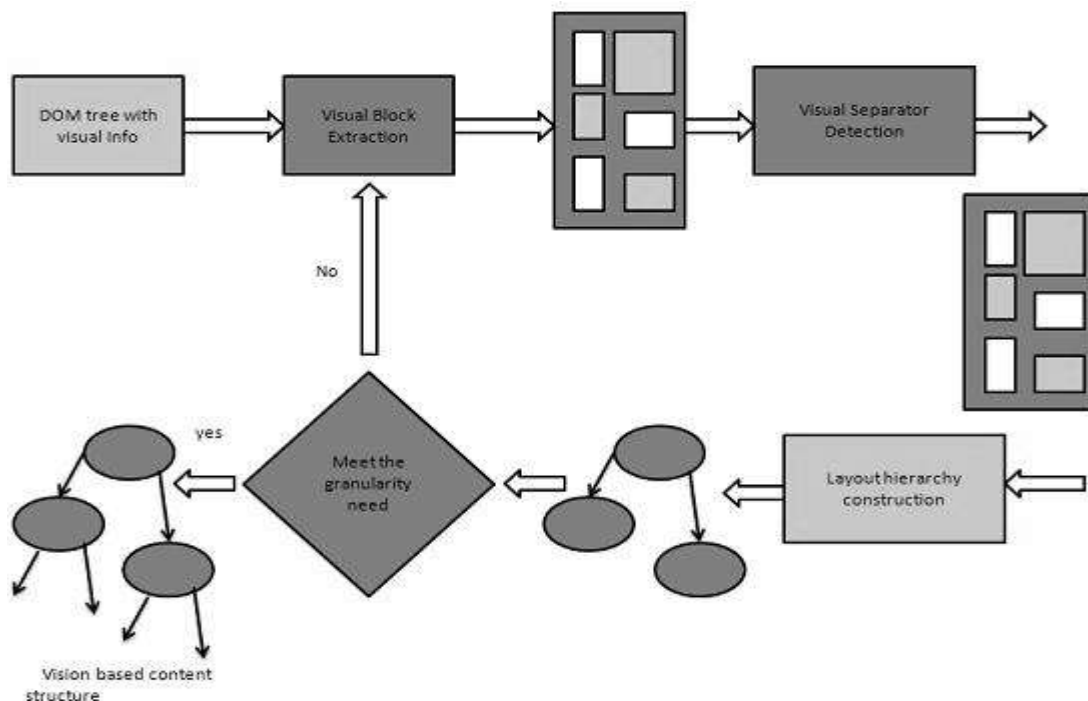 DOM tree with
visual Info
Visual Block
Extraction
Visual Separator
Detection
No
yes
Meet the
granularity
need
Layout hierarchy
construction
Vision based content
structure